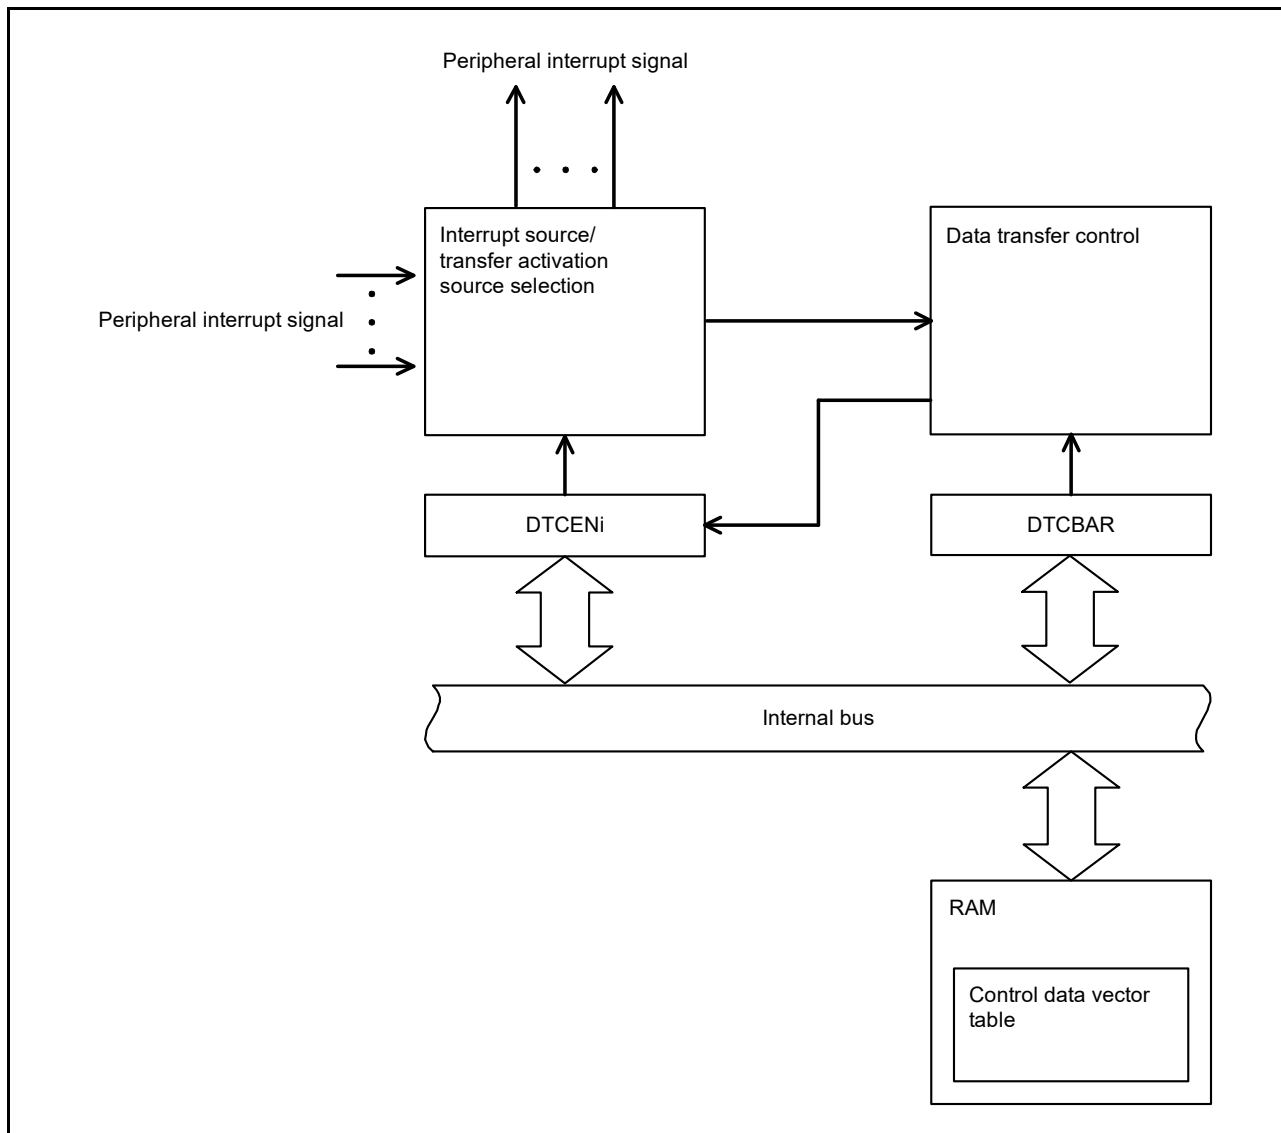 Peripheral interrupt signal
Interrupt source/
transfer activation
source selection
Data transfer control
Peripheral interrupt signal
DTCENi
DTCBAR
Internal bus
RAM
Control data vector
table